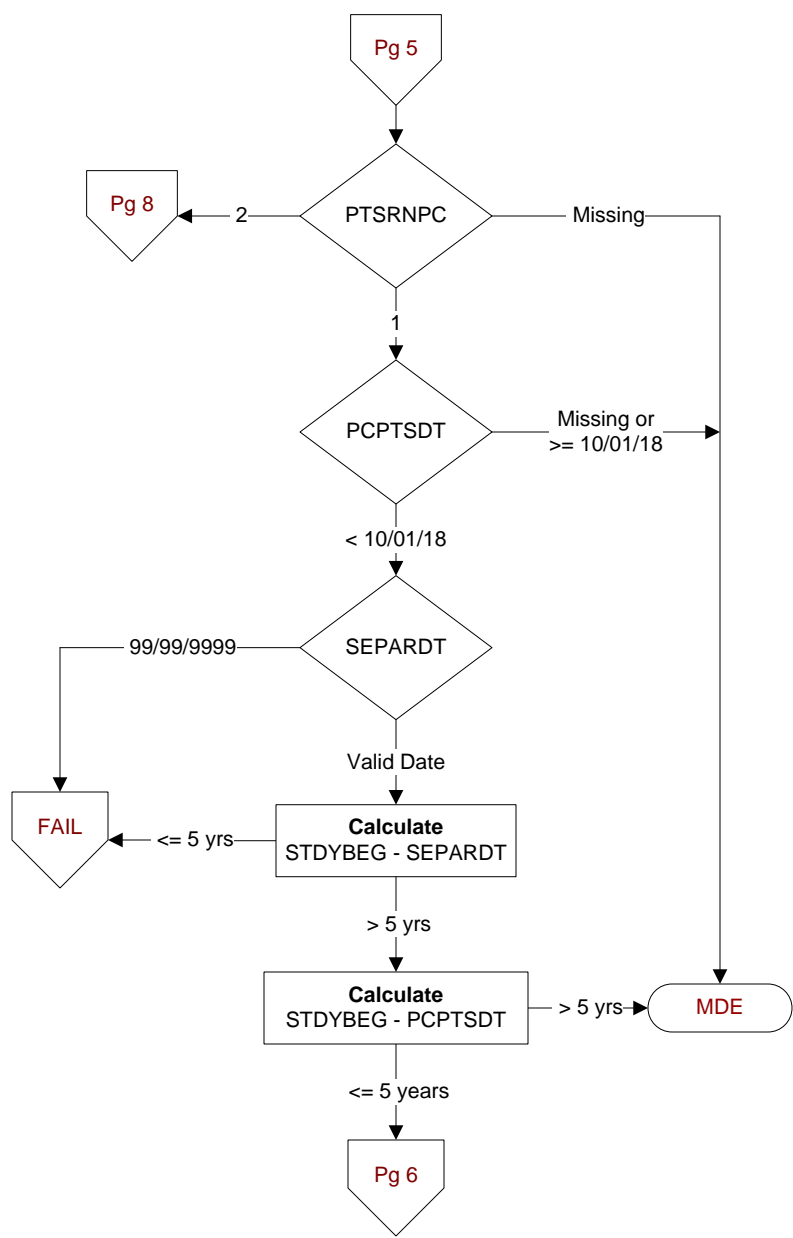 Pg 5
Pg 8
2
PTSRNPC
Missing
1
PCPTSDT
Missing or
>= 10/01/18
< 10/01/18
99/99/9999
SEPARDT
Valid Date
FAIL
<= 5 yrs
Calculate
STDYBEG - SEPARDT
> 5 yrs
Calculate
STDYBEG - PCPTSDT
> 5 yrs
MDE
<= 5 years
Pg 6